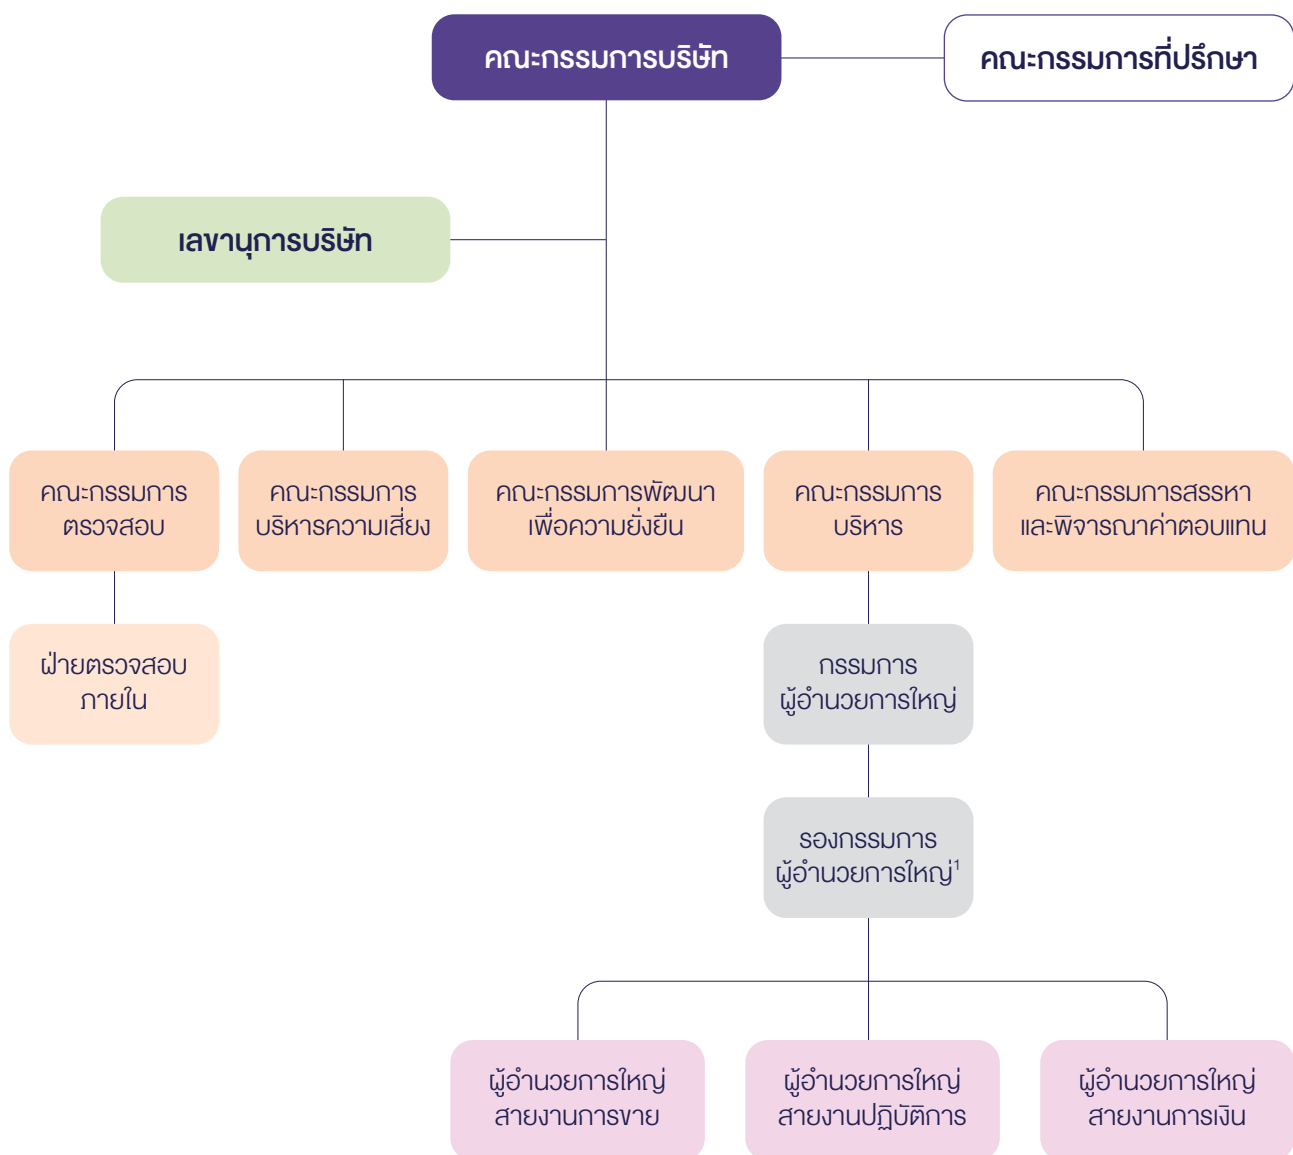 คณะกรรมการบริษัท
คณะกรรมการที่ปรึกษา
เลขานุการบริษัท
คณะกรรมการ
ตรวจสอบ
คณะกรรมการ
บริหารความเสี่ยง
คณะกรรมการพัฒนา
เพื่อความยั่งยืน
คณะกรรมการ
บริหาร
คณะกรรมการสรรหา
และพิจารณาค่าตอบแทน
ฝ่ายตรวจสอบ
ภายใน
กรรมการ
ผู้อำนวยการใหญ่
รองกรรมการ
ผู้อำนวยการใหญ่¹
ผู้อำนวยการใหญ่
สายงานการขาย
ผู้อำนวยการใหญ่
สายงานปฏิบัติการ
ผู้อำนวยการใหญ่
สายงานการเงิน